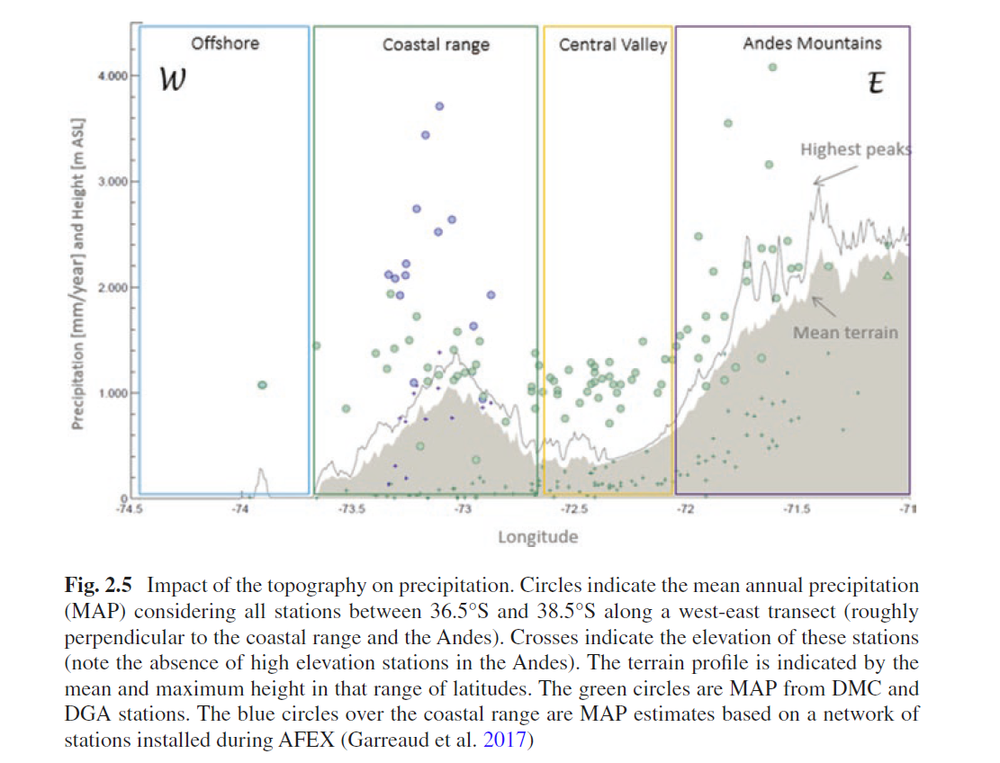 Offshore
Coastal range
Central Valley
Andes Mountains
W
E
Highest peaks
Mean terrain
Precipitation [mm/year] and Height [m ASL]
4.000
3.000
2.000
1.000
0
-74.5
-74
-73.5
-73
-72.5
-72
-71.5
-71
Longitude
Fig. 2.5 Impact of the topography on precipitation. Circles indicate the mean annual precipitation
(MAP) considering all stations between 36.5°S and 38.5°S along a west-east transect (roughly
perpendicular to the coastal range and the Andes). Crosses indicate the elevation of these stations
(note the absence of high elevation stations in the Andes). The terrain profile is indicated by the
mean and maximum height in that range of latitudes. The green circles are MAP from DMC and
DGA stations. The blue circles over the coastal range are MAP estimates based on a network of
stations installed during AFEX (Garreaud et al. 2017)